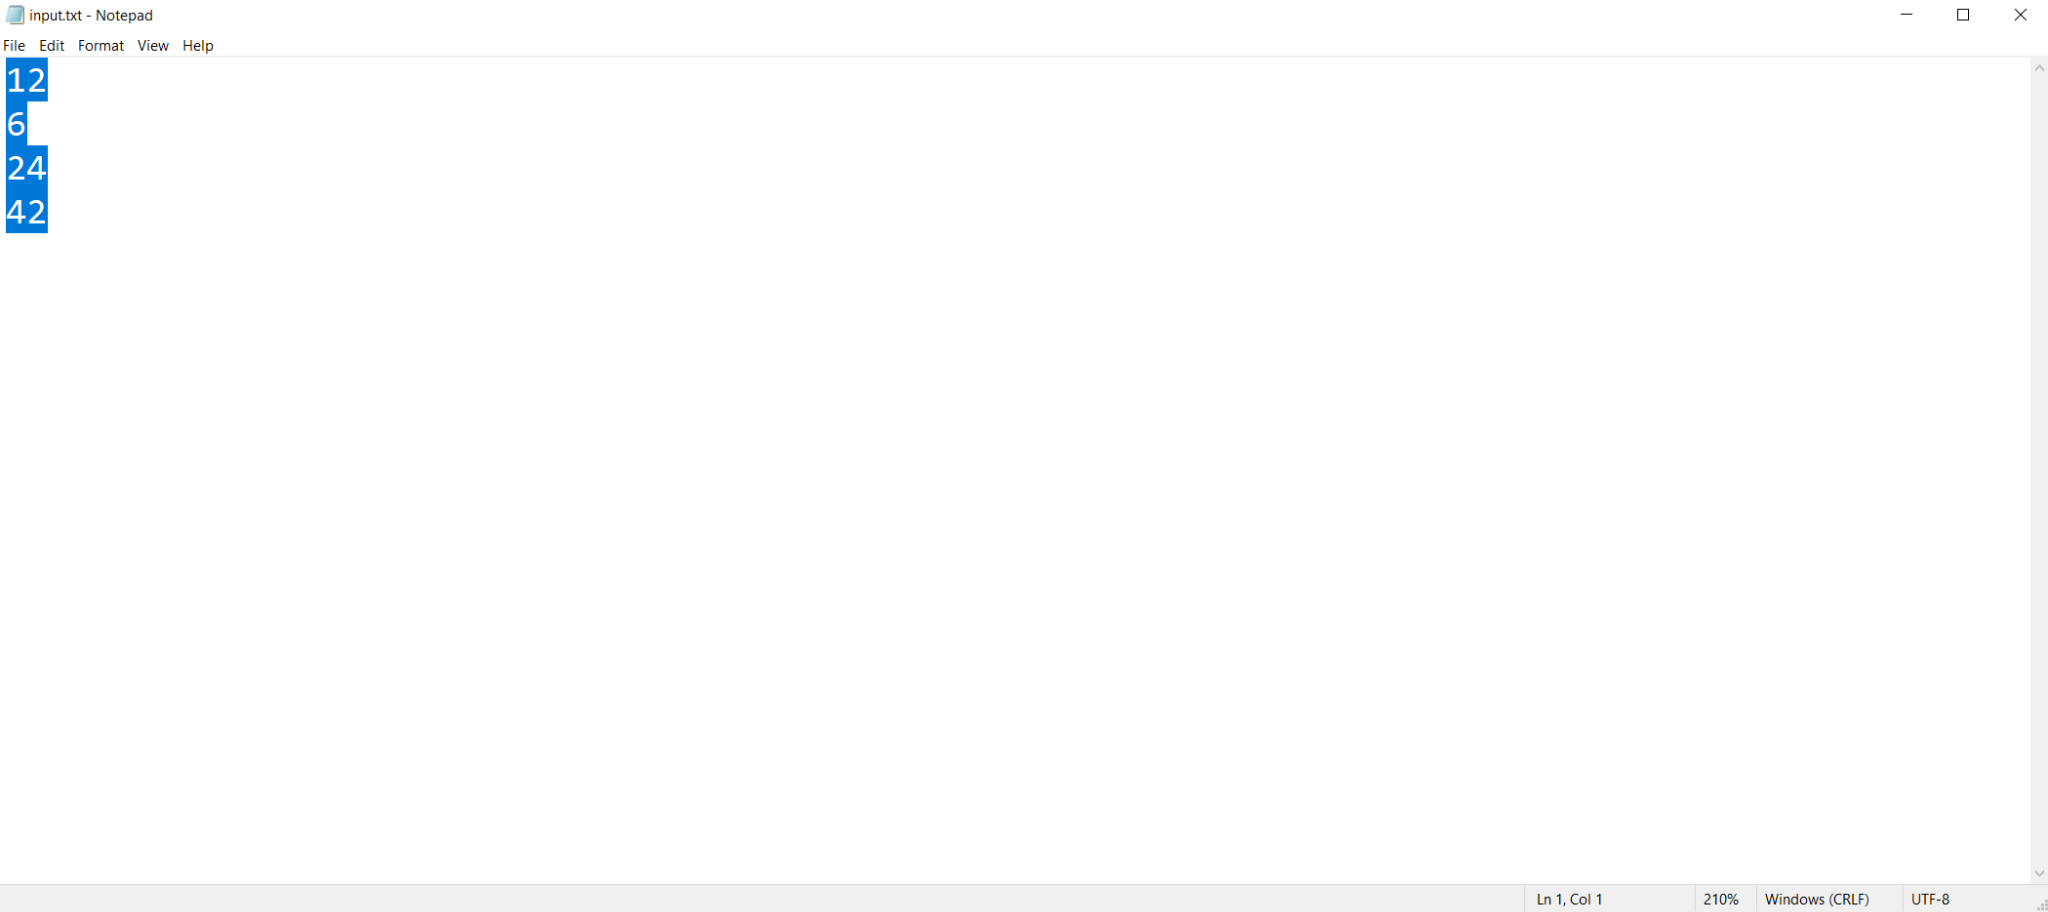 input.txt - Notepad
File Edit Format View Help
12
6
24
42
Ln 1, Col 1 210% Windows (CRLF) UTF-8